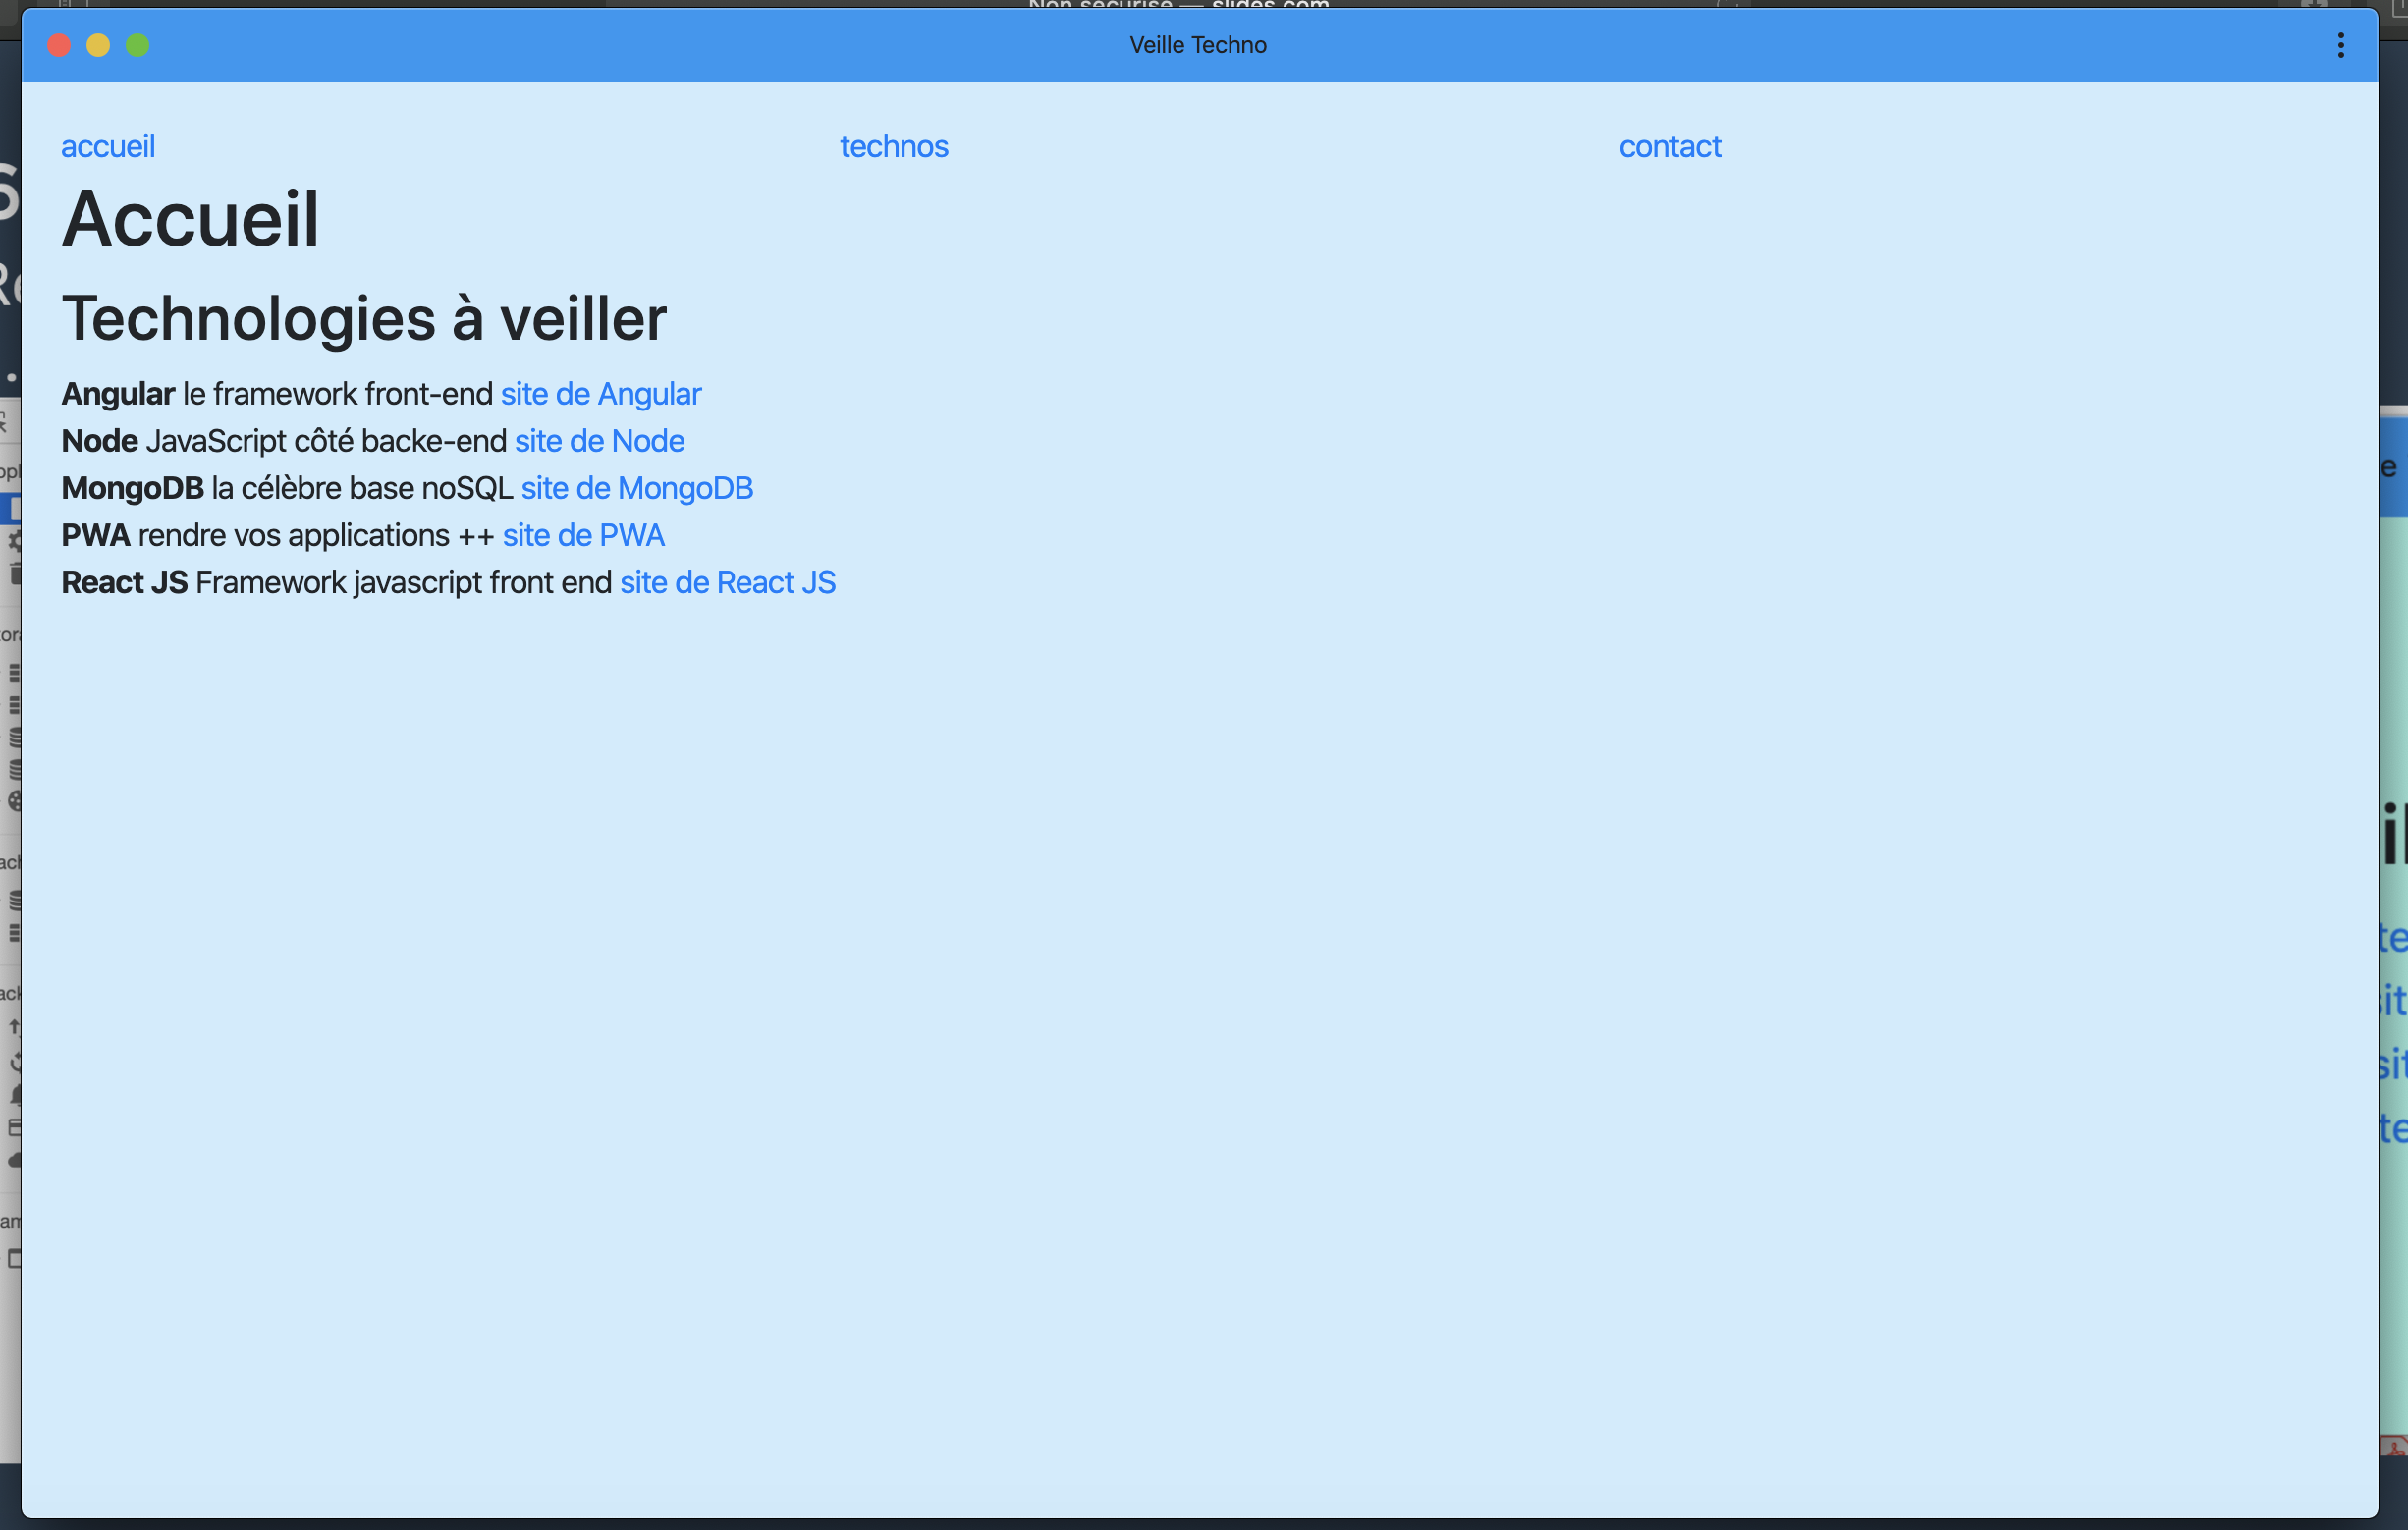 Non sécurisé — slides.com
Veille Techno
accueil technos contact
Accueil
Technologies à veiller
Angular le framework front-end site de Angular
Node JavaScript côté backe-end site de Node
MongoDB la célèbre base noSQL site de MongoDB
PWA rendre vos applications ++ site de PWA
React JS Framework javascript front end site de React JS